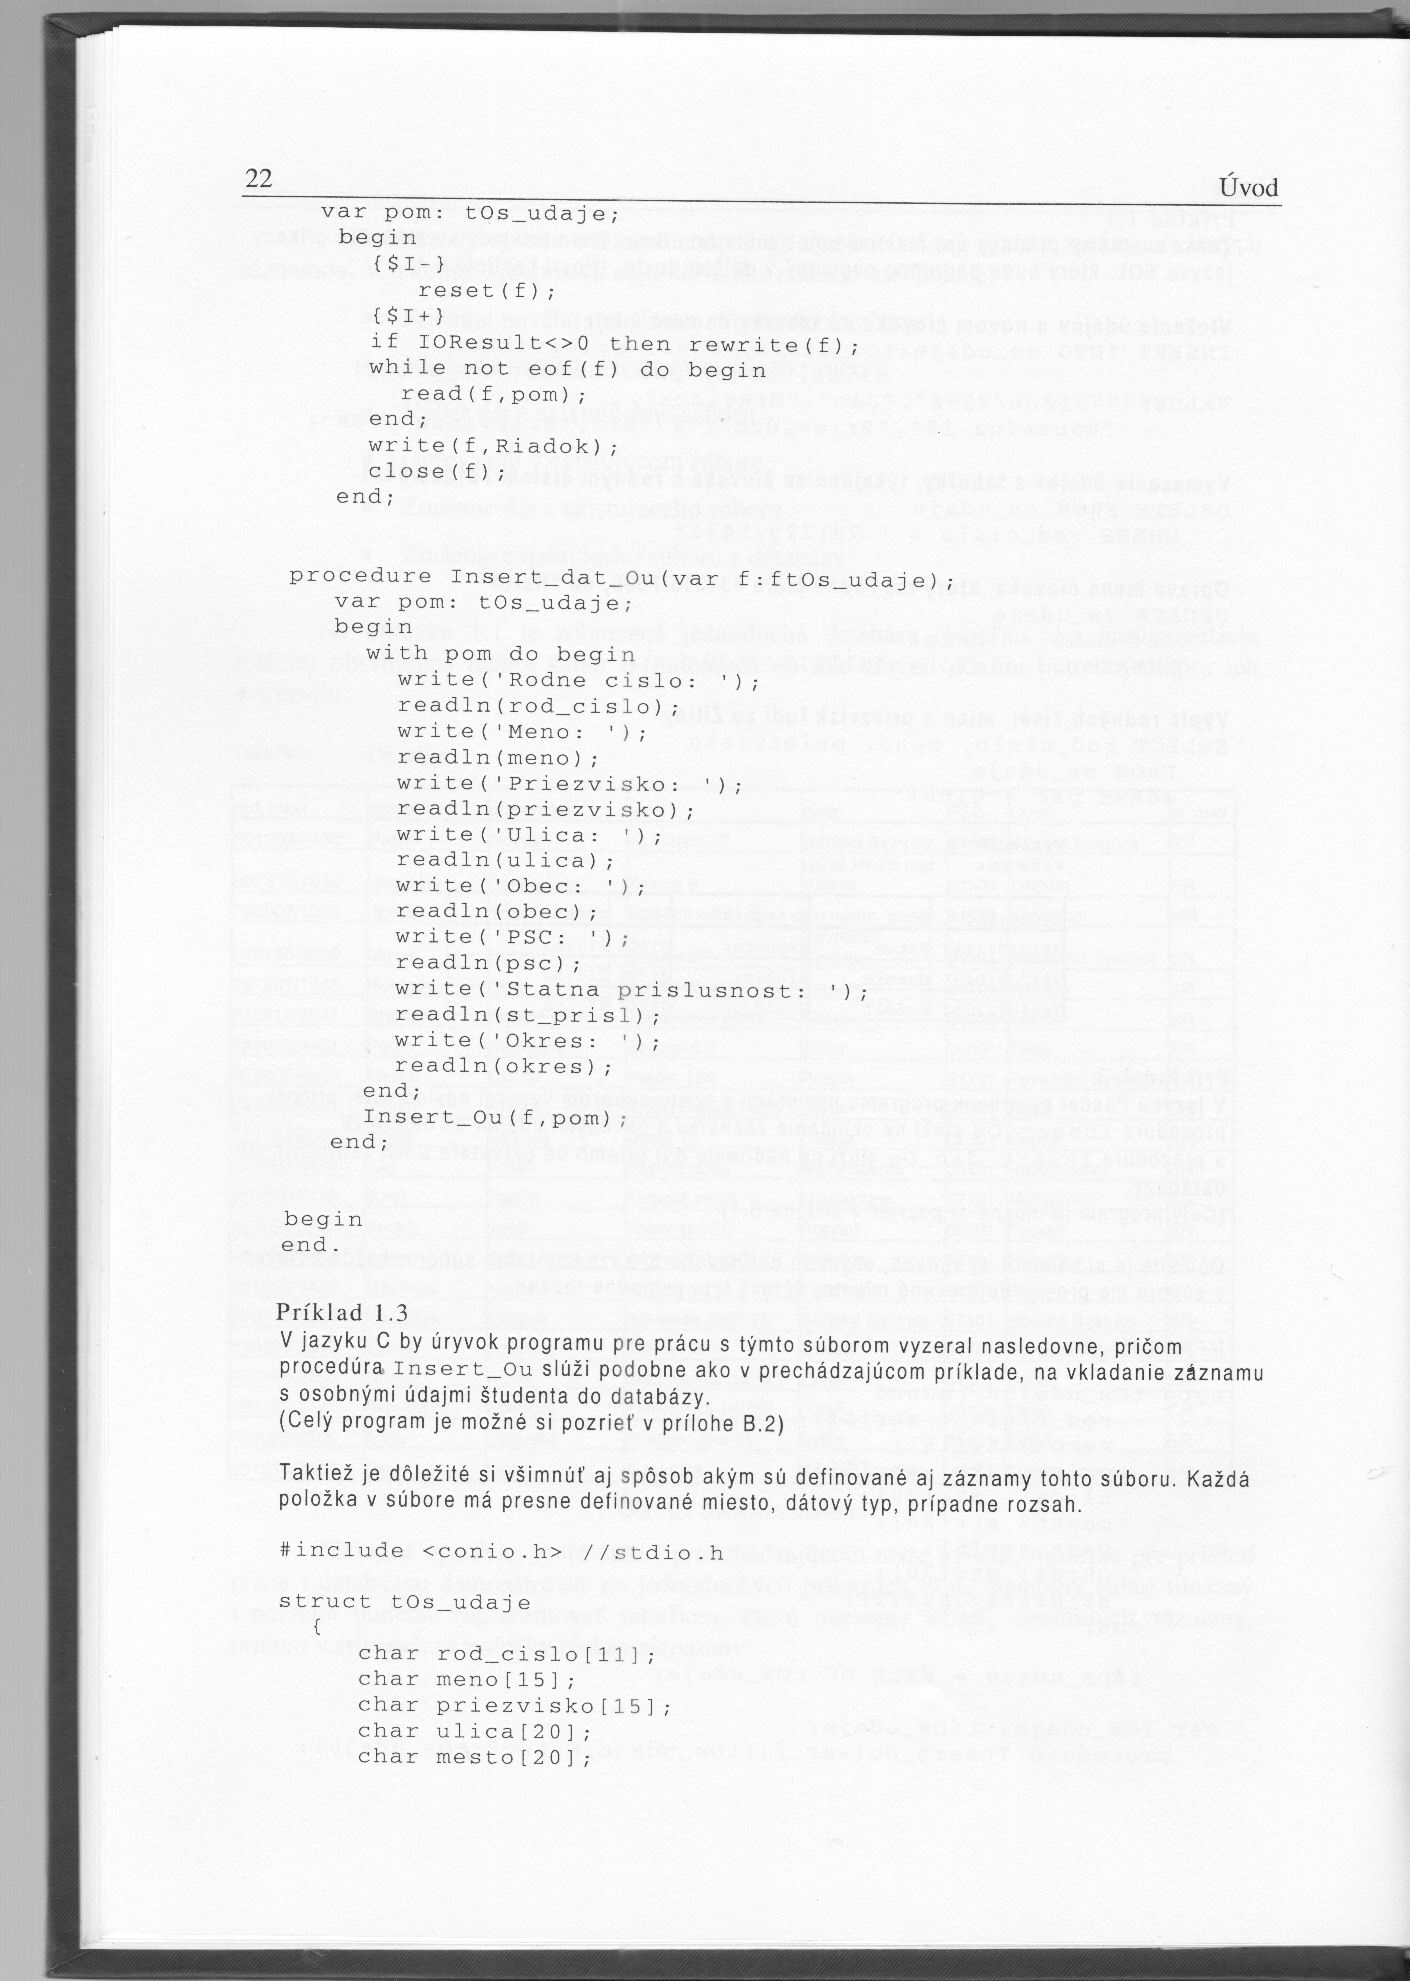 22
Úvod
var pom: tOs_udaje;
begin
{$I-}
reset(f);
{$I+}
if IOResult<>0 then rewrite(f);
while not eof(f) do begin
read(f,pom);
end;
write(f,Riadok);
close(f);
end;
procedure Insert_dat_Ou(var f:ftOs_udaje);
var pom: tOs_udaje;
begin
with pom do begin
write('Rodne cislo: ');
readln(rod_cislo);
write('Meno: ');
readln(meno);
write('Priezvisko: ');
readln(priezvisko);
write('Ulica: ');
readln(ulica);
write('Obec: ');
readln(obec);
write('PSC: ');
readln(psc);
write('Statna prislusnost: ');
readln(st_prisl);
write('Okres: ');
readln(okres);
end;
Insert_Ou(f,pom);
end;
begin
end.
Príklad 1.3
V jazyku C by úryvok programu pre prácu s týmto súborom vyzeral nasledovne, pričom
procedúra Insert_Ou slúži podobne ako v prechádzajúcom príklade, na vkladanie záznamu
s osobnými údajmi študenta do databázy.
(Celý program je možné si pozrieť v prílohe B.2)
Taktiež je dôležité si všimnúť aj spôsob akým sú definované aj záznamy tohto súboru. Každá
položka v súbore má presne definované miesto, dátový typ, prípadne rozsah.
#include <conio.h> //stdio.h
struct tOs_udaje
{
char rod_cislo[11];
char meno[15];
char priezvisko[15];
char ulica[20];
char mesto[20];